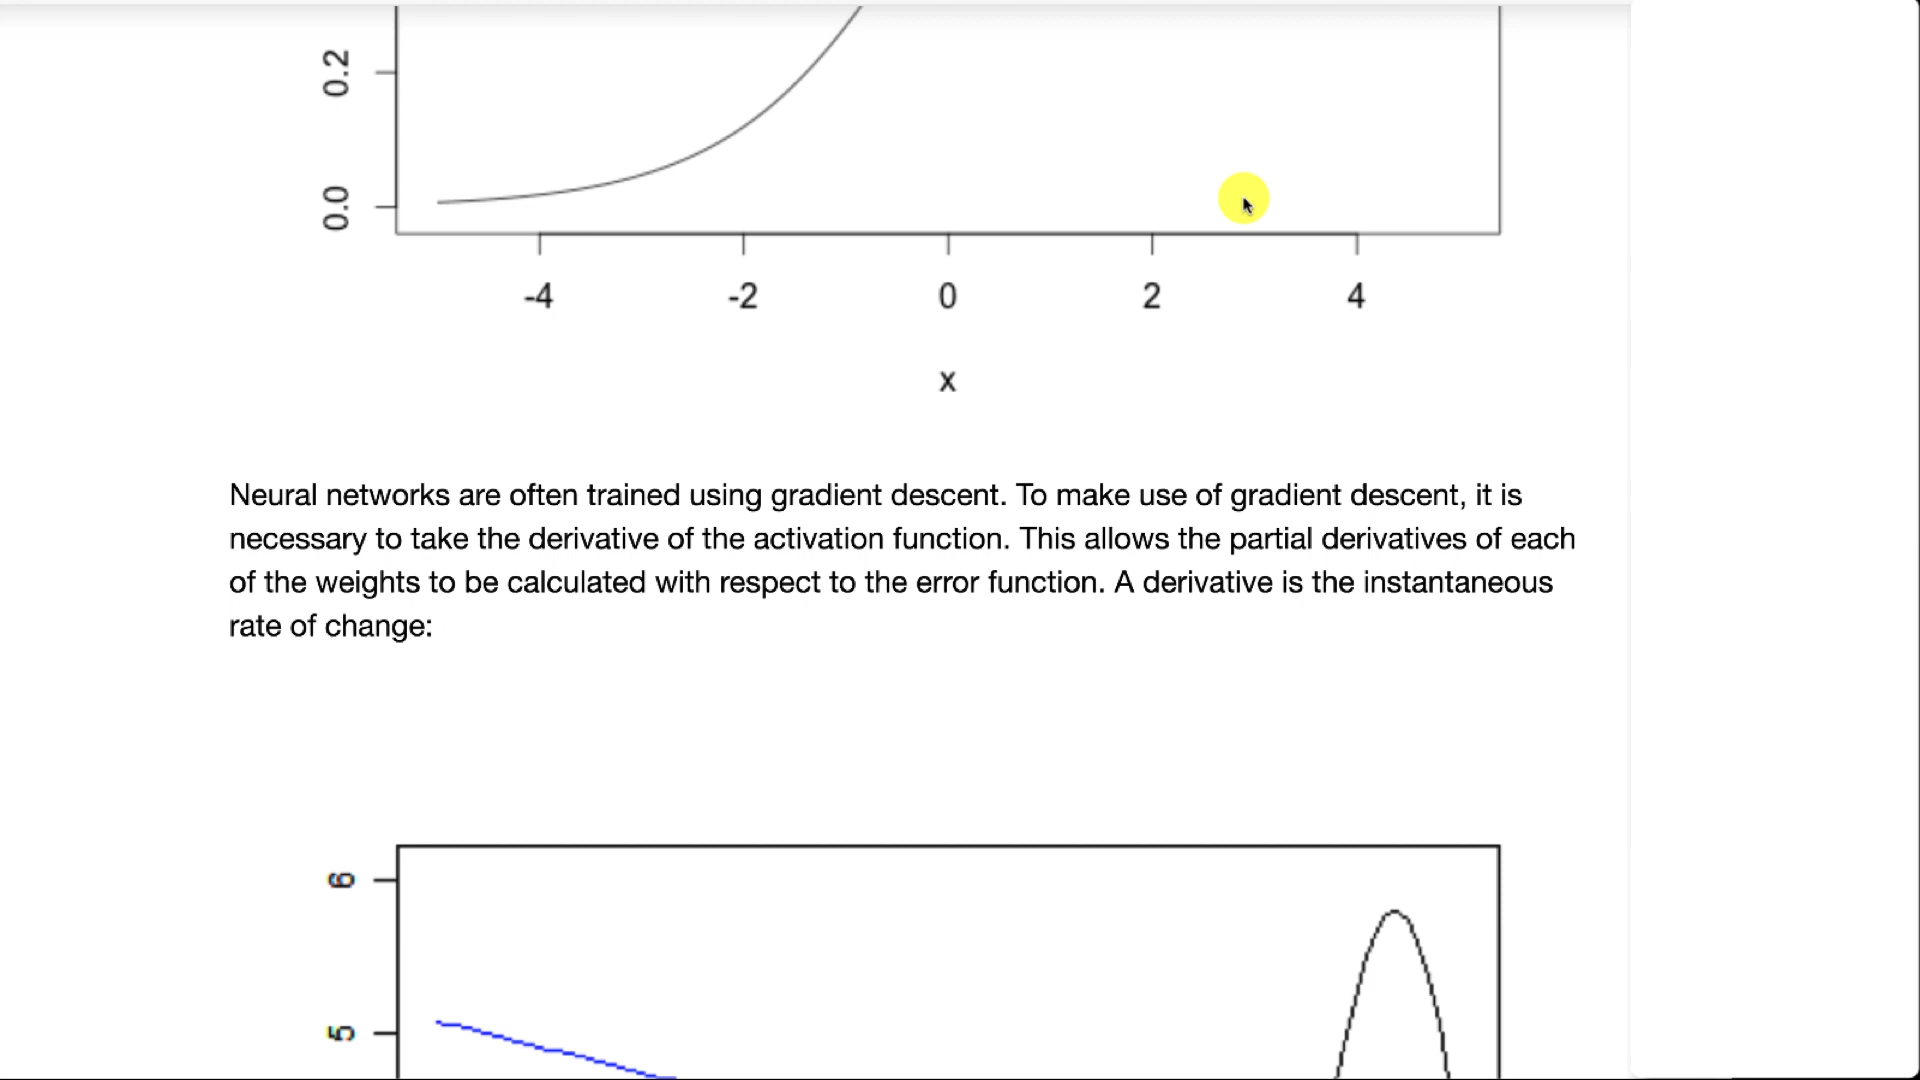 0.2
0.0
-4 -2 0 2 4
x
Neural networks are often trained using gradient descent. To make use of gradient descent, it is
necessary to take the derivative of the activation function. This allows the partial derivatives of each
of the weights to be calculated with respect to the error function. A derivative is the instantaneous
rate of change:
6
5